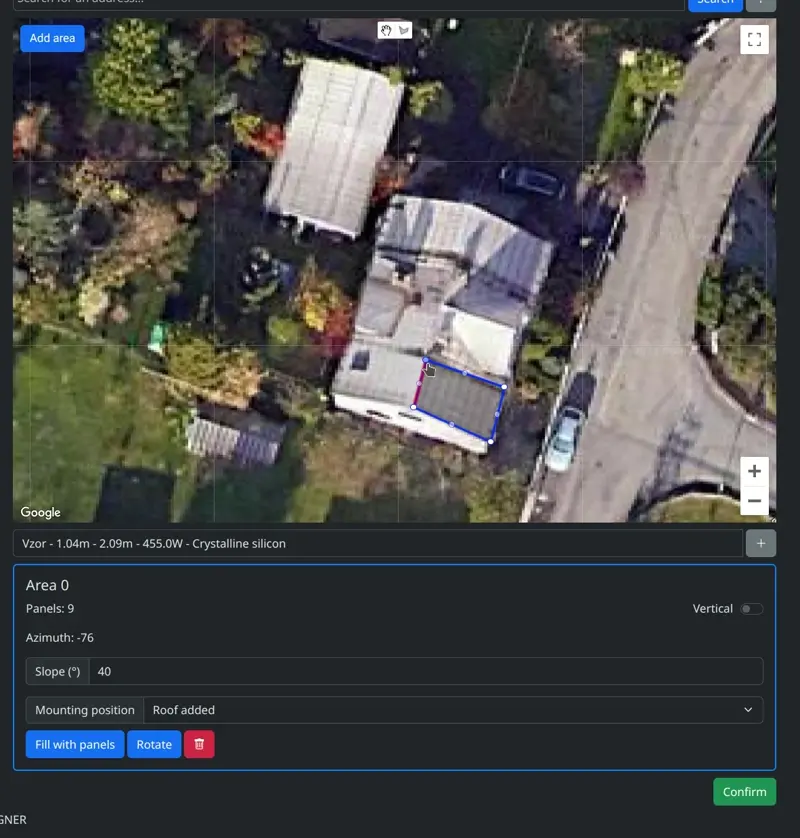 Search for an address...
Search
Add area
Google
Vzor - 1.04m - 2.09m - 455.0W - Crystalline silicon
+
Area 0
Panels: 9
Vertical
Azimuth: -76
Slope (°)
40
Mounting position
Roof added
Fill with panels
Rotate
Confirm
GNER